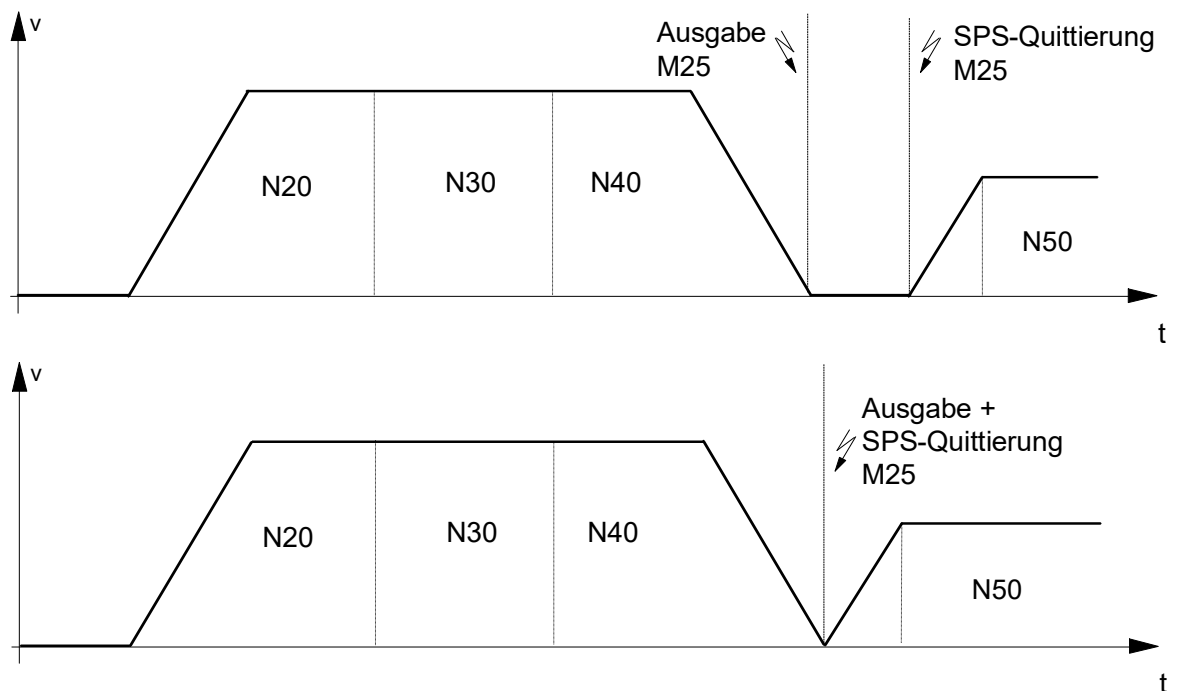 v
Ausgabe
M25
SPS-Quittierung
M25
N20
N30
N40
N50
t
v
Ausgabe +
SPS-Quittierung
M25
N20
N30
N40
N50
t